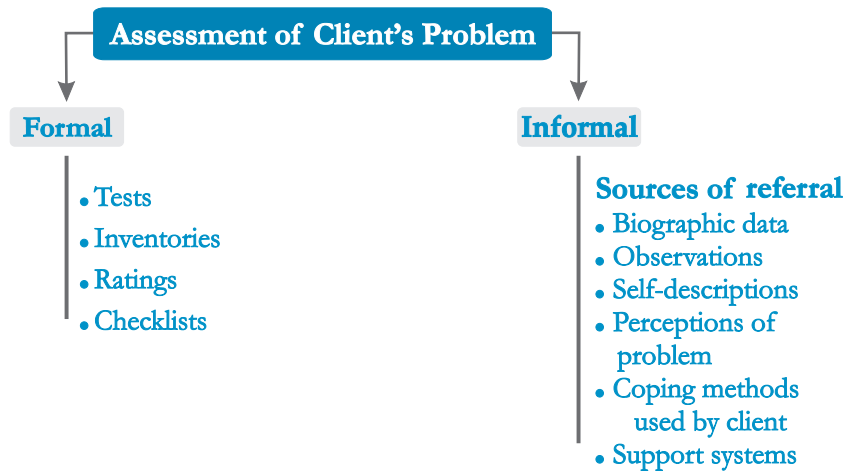 Assessment of Client's Problem
Formal
• Tests
• Inventories
• Ratings
• Checklists
Informal
Sources of referral
• Biographic data
• Observations
• Self-descriptions
• Perceptions of
problem
• Coping methods
used by client
• Support systems